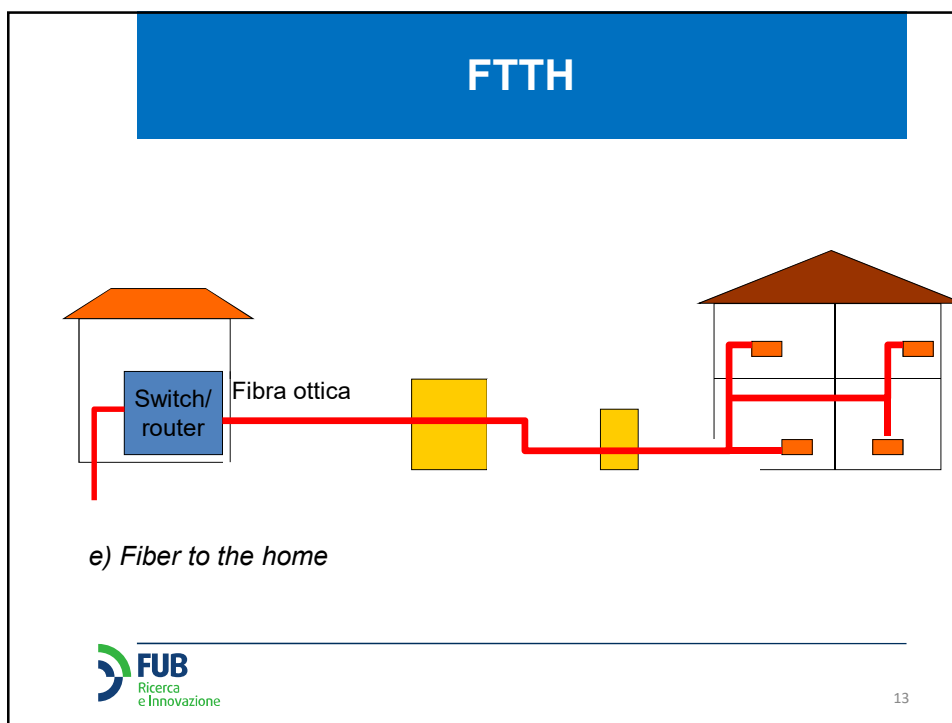 FTTH
Switch/
router
Fibra ottica
e) Fiber to the home
FUB
Ricerca
e Innovazione
13